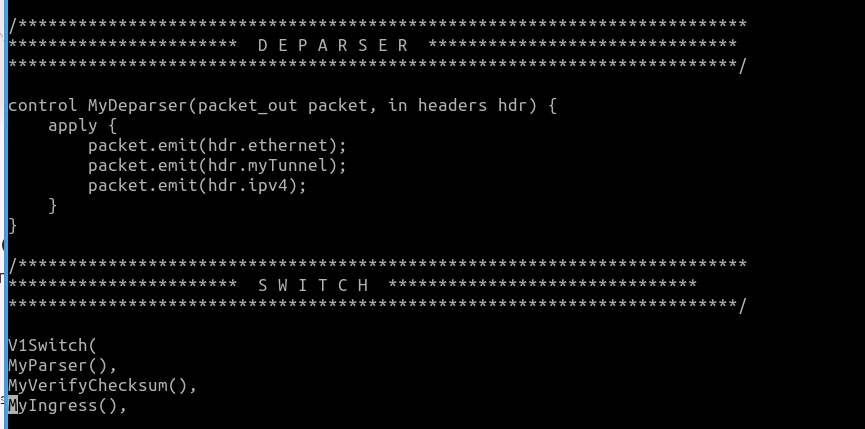 /*************************************************************************
***********************  D E P A R S E R  *******************************
*************************************************************************/
control MyDeparser(packet_out packet, in headers hdr) {
    apply {
        packet.emit(hdr.ethernet);
        packet.emit(hdr.myTunnel);
        packet.emit(hdr.ipv4);
    }
}
/*************************************************************************
***********************  S W I T C H  *******************************
*************************************************************************/
V1Switch(
MyParser(),
MyVerifyChecksum(),
MyIngress(),